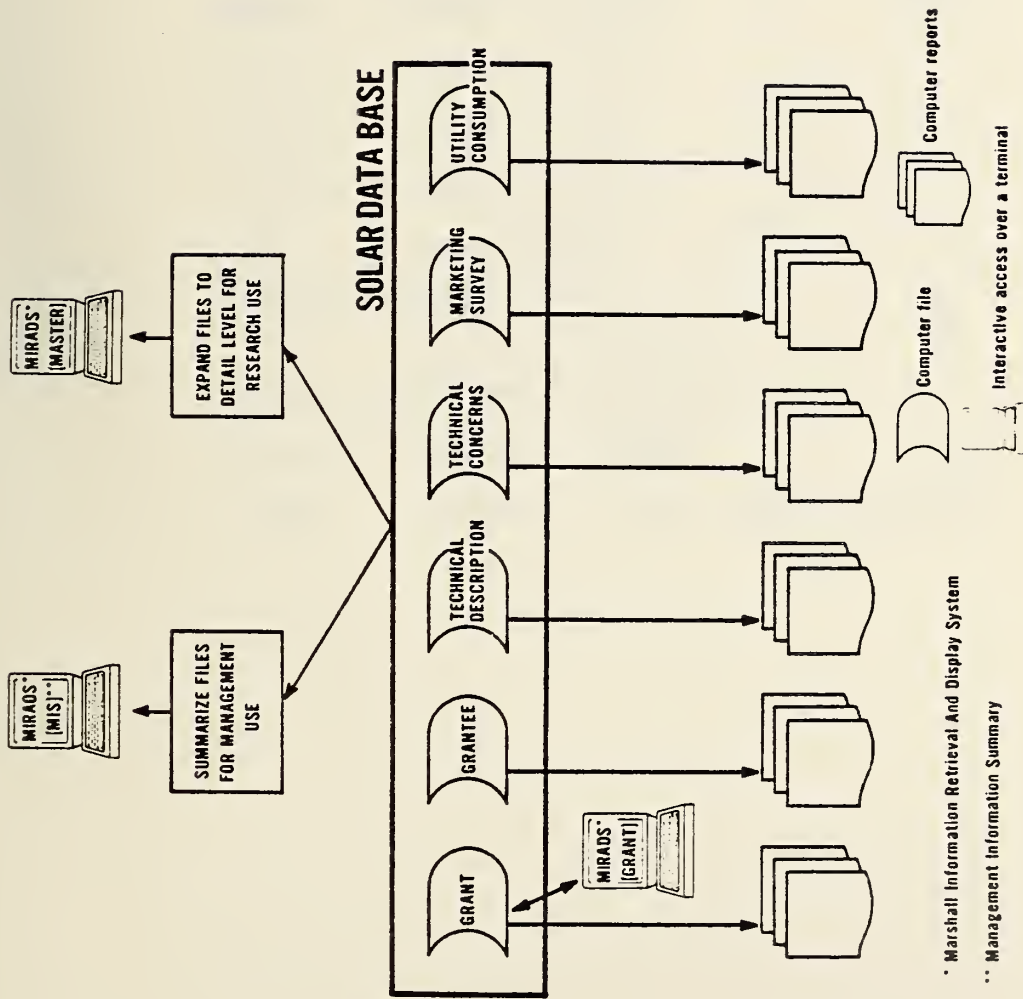 MIRADS*
[MIS]**
MIRADS*
[MASTER]
SUMMARIZE FILES
FOR MANAGEMENT
USE
EXPAND FILES TO
DETAIL LEVEL FOR
RESEARCH USE
SOLAR DATA BASE
GRANT
GRANTEE
TECHNICAL
DESCRIPTION
TECHNICAL
CONCERNS
MARKETING
SURVEY
UTILITY
CONSUMPTION
MIRADS*
[GRANT]
* Marshall Information Retrieval And Display System
** Management Information Summary
Computer file
Computer reports
Interactive access over a terminal